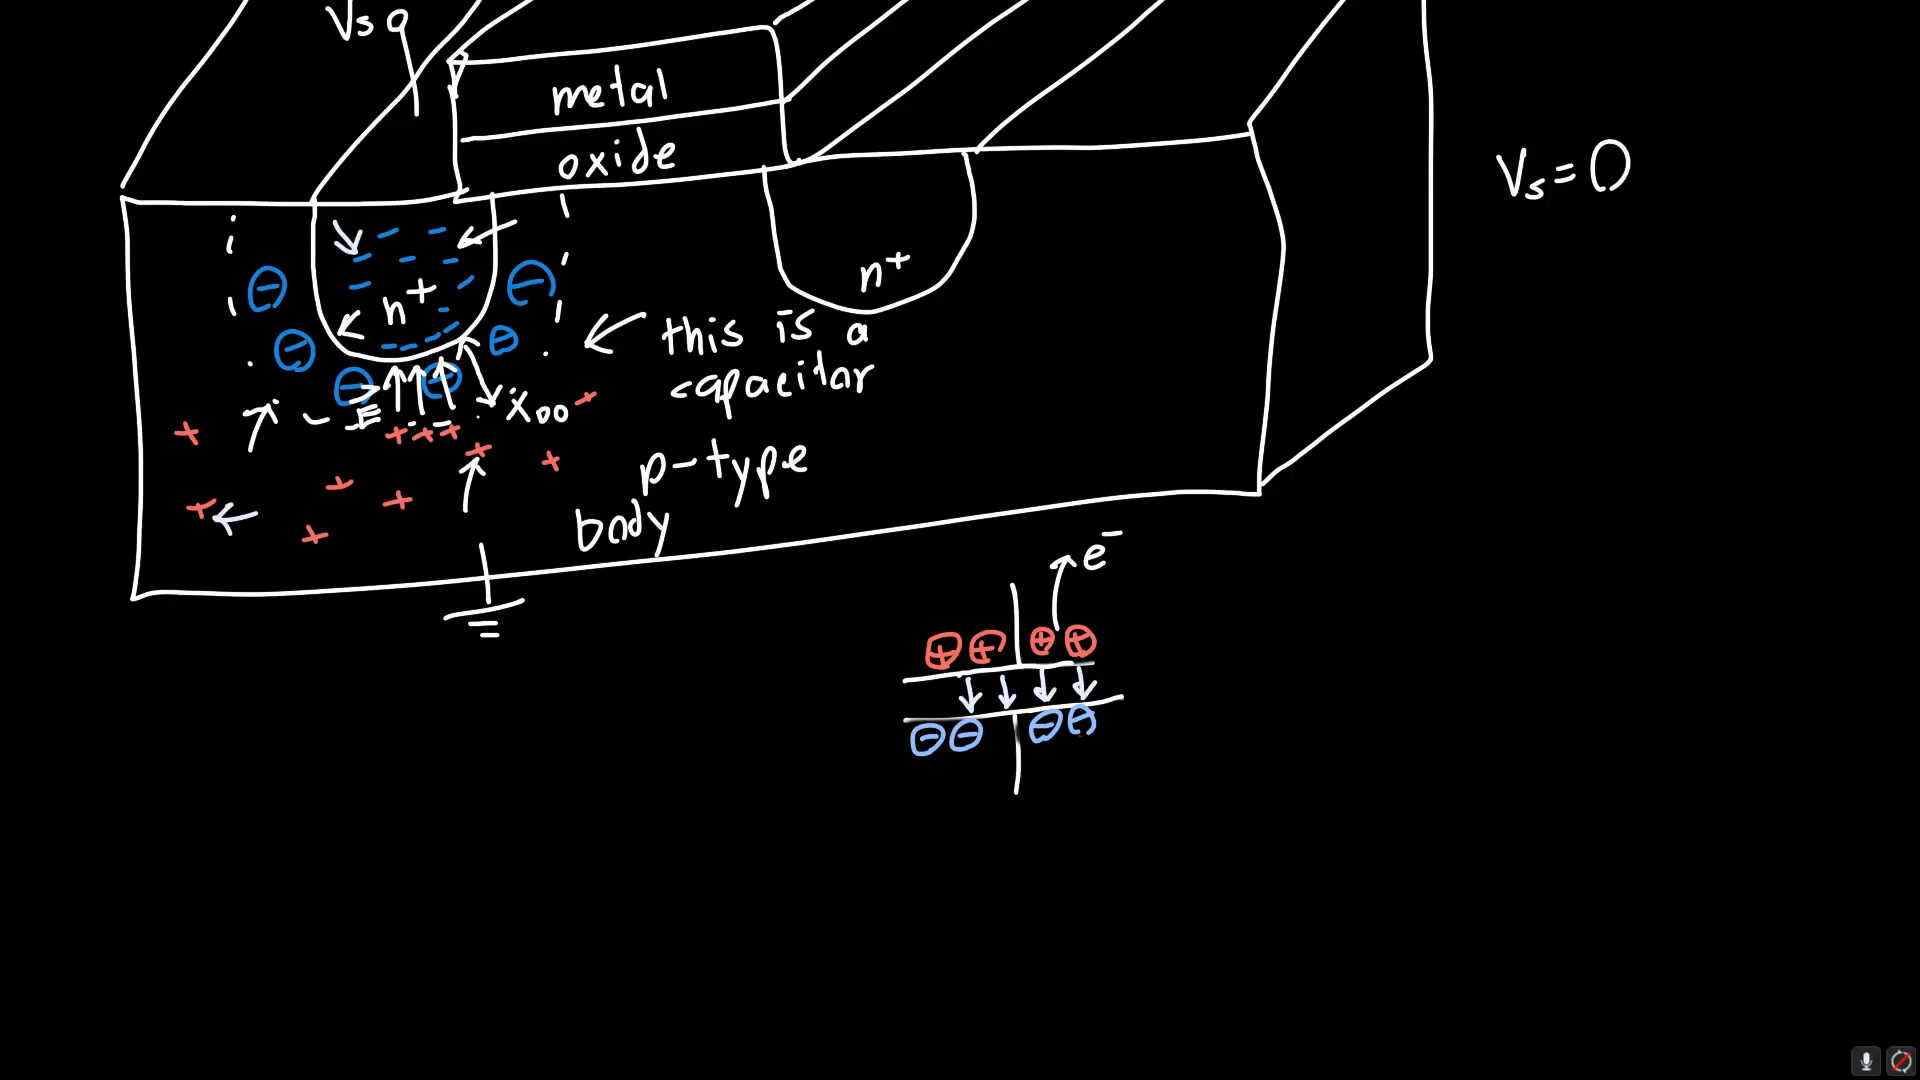 Vs
metal
oxide
Vs=0
n+
n+
this is a
capacitor
E
XDO
p-type
body
e-